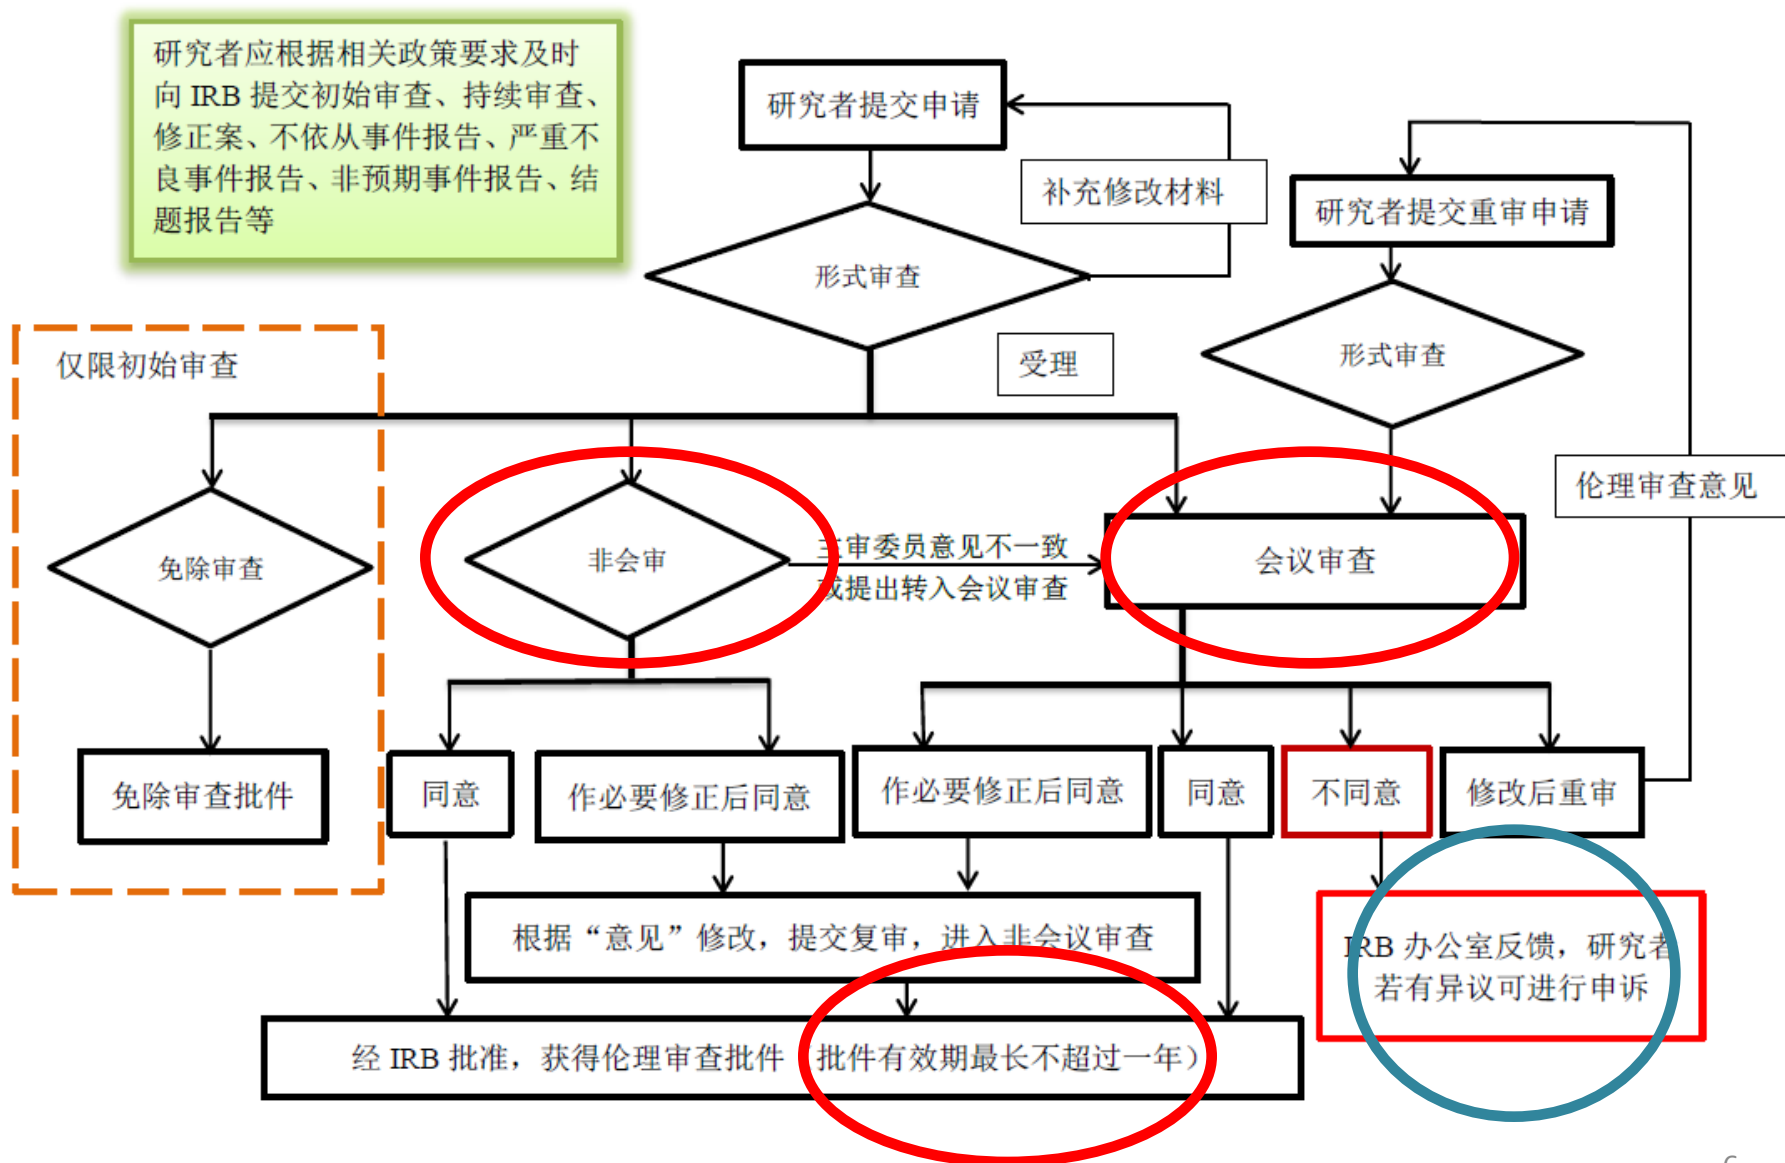 研究者应根据相关政策要求及时
向 IRB 提交初始审查、持续审查、
修正案、不依从事件报告、严重不
良事件报告、非预期事件报告、结
题报告等
研究者提交申请
补充修改材料
研究者提交重审申请
形式审查
形式审查
受理
仅限初始审查
伦理审查意见
免除审查
非会审
主审委员意见不一致
或提出转入会议审查
会议审查
免除审查批件
同意
作必要修正后同意
作必要修正后同意
同意
不同意
修改后重审
根据“意见”修改，提交复审，进入非会议审查
IRB 办公室反馈，研究者
若有异议可进行申诉
经 IRB 批准，获得伦理审查批件（批件有效期最长不超过一年）